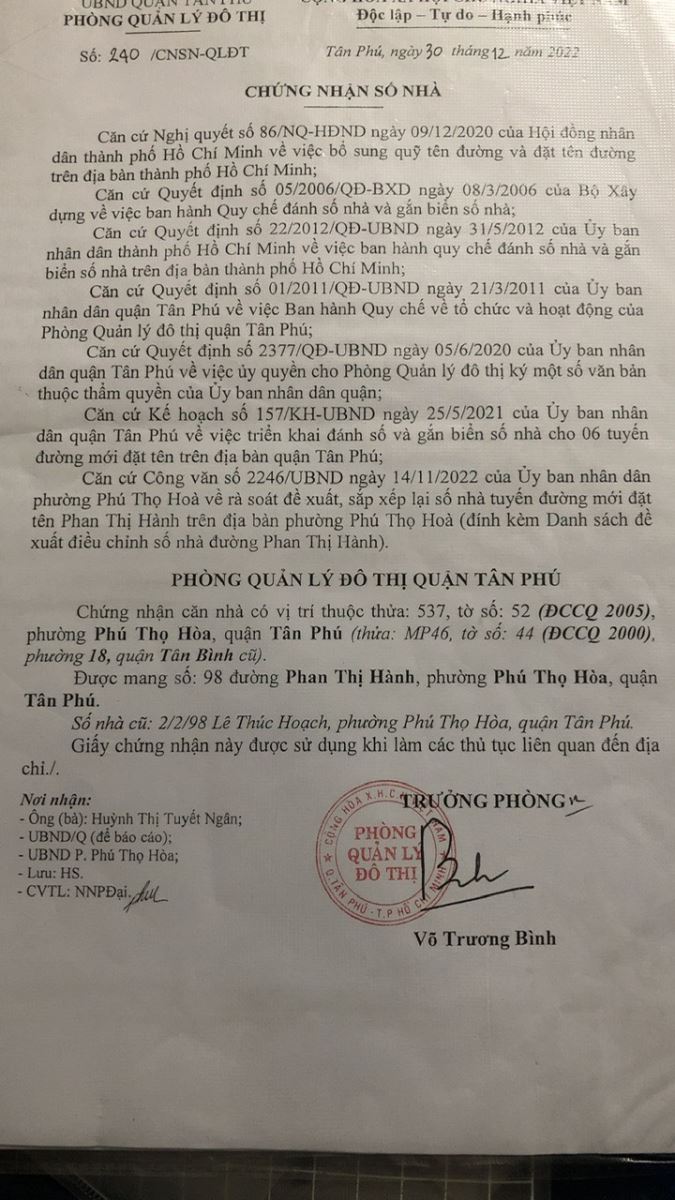 UBND QUẬN TÂN PHÚ
PHÒNG QUẢN LÝ ĐÔ THỊ
Độc lập – Tự do – Hạnh phúc
Số: 240 /CNSN-QLĐT
Tân Phú, ngày 30 tháng 12 năm 2022
CHỨNG NHẬN SỐ NHÀ
Căn cứ Nghị quyết số 86/NQ-HĐND ngày 09/12/2020 của Hội đồng nhân
dân thành phố Hồ Chí Minh về việc bổ sung quỹ tên đường và đặt tên đường
trên địa bàn thành phố Hồ Chí Minh;
Căn cứ Quyết định số 05/2006/QĐ-BXD ngày 08/3/2006 của Bộ Xây
dựng về việc ban hành Quy chế đánh số nhà và gắn biển số nhà;
Căn cứ Quyết định số 22/2012/QĐ-UBND ngày 31/5/2012 của Ủy ban
nhân dân thành phố Hồ Chí Minh về việc ban hành quy chế đánh số nhà và gắn
biển số nhà trên địa bàn thành phố Hồ Chí Minh;
Căn cứ Quyết định số 01/2011/QĐ-UBND ngày 21/3/2011 của Ủy ban
nhân dân quận Tân Phú về việc Ban hành Quy chế về tổ chức và hoạt động của
Phòng Quản lý đô thị quận Tân Phú;
Căn cứ Quyết định số 2377/QĐ-UBND ngày 05/6/2020 của Ủy ban nhân
dân quận Tân Phú về việc ủy quyền cho Phòng Quản lý đô thị ký một số văn bản
thuộc thẩm quyền của Ủy ban nhân dân quận;
Căn cứ Kế hoạch số 157/KH-UBND ngày 25/5/2021 của Ủy ban nhân
dân quận Tân Phú về việc triển khai đánh số và gắn biển số nhà cho 06 tuyến
đường mới đặt tên trên địa bàn quận Tân Phú;
Căn cứ Công văn số 2246/UBND ngày 14/11/2022 của Ủy ban nhân dân
phường Phú Thọ Hoà về rà soát đề xuất, sắp xếp lại số nhà tuyến đường mới đặt
tên Phan Thị Hành trên địa bàn phường Phú Thọ Hoà (đính kèm Danh sách đề
xuất điều chỉnh số nhà đường Phan Thị Hành).
PHÒNG QUẢN LÝ ĐÔ THỊ QUẬN TÂN PHÚ
Chứng nhận căn nhà có vị trí thuộc thửa: 537, tờ số: 52 (ĐCCQ 2005),
phường Phú Thọ Hòa, quận Tân Phú (thửa: MP46, tờ số: 44 (ĐCCQ 2000),
phường 18, quận Tân Bình cũ).
Được mang số: 98 đường Phan Thị Hành, phường Phú Thọ Hòa, quận
Tân Phú.
Số nhà cũ: 2/2/98 Lê Thúc Hoạch, phường Phú Thọ Hòa, quận Tân Phú.
Giấy chứng nhận này được sử dụng khi làm các thủ tục liên quan đến địa
chỉ./.
Nơi nhận:
- Ông (bà): Huỳnh Thị Tuyết Ngân;
- UBND/Q (để báo cáo);
- UBND P. Phú Thọ Hòa;
- Lưu: HS.
- CVTL: NNPĐại.
TRƯỞNG PHÒNG
CỘNG HÒA X.H.C.N VIỆT NAM
PHÒNG
QUẢN LÝ
ĐÔ THỊ
Q.TÂN PHÚ - T.P HỒ CHÍ MINH
Võ Trương Bình